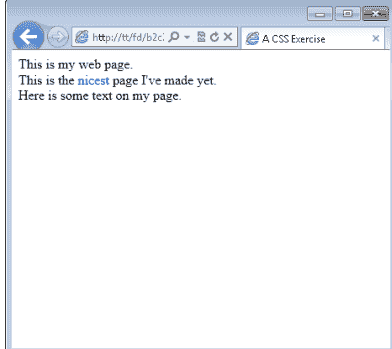 http://tt/fd/b2c:
A CSS Exercise
This is my web page.
This is the nicest page I've made yet.
Here is some text on my page.